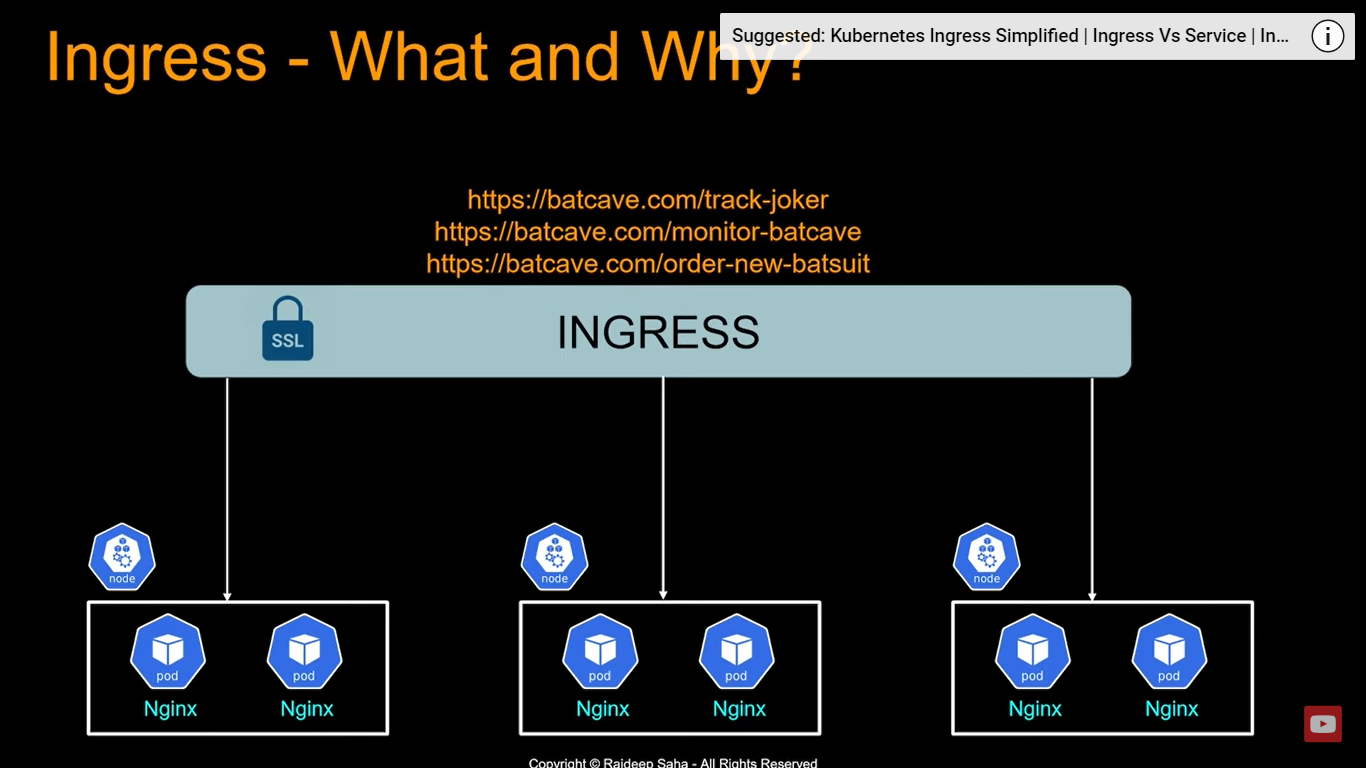 Ingress - What and Why?
Suggested: Kubernetes Ingress Simplified | Ingress Vs Service | In...
https://batcave.com/track-joker
https://batcave.com/monitor-batcave
https://batcave.com/order-new-batsuit
SSL
INGRESS
node
node
node
pod
pod
pod
pod
pod
pod
Nginx
Nginx
Nginx
Nginx
Nginx
Nginx
Copyright © Rajdeep Saha - All Rights Reserved